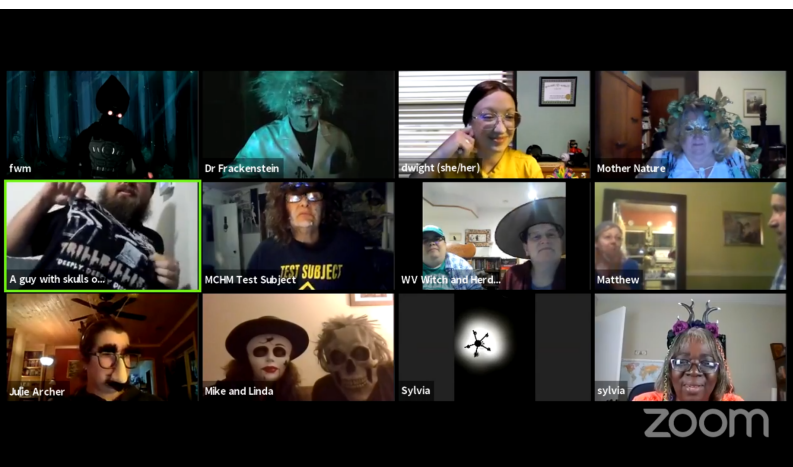 fwm
Dr Frackenstein
dwight (she/her)
Mother Nature
TRILLBILLIES
A guy with skulls o...
TEST SUBJECT
MCHM Test Subject
WV Witch and Herd...
Matthew
Julie Archer
Mike and Linda
Sylvia
sylvia
zoom